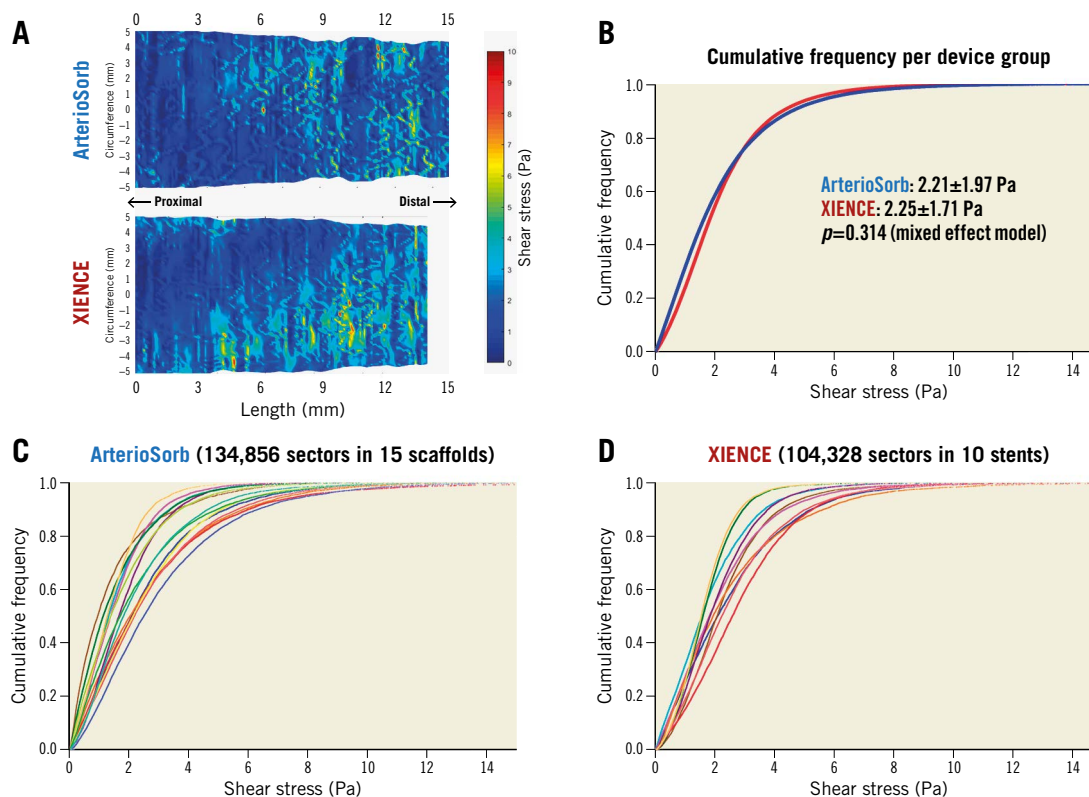 A
0 3 6 9 12 15
ArterioSorb
Circumference (mm)
5
4
3
2
1
0
−1
−2
−3
−4
−5
Proximal
Distal
XIENCE
Circumference (mm)
5
4
3
2
1
0
−1
−2
−3
−4
−5
0 3 6 9 12 15
Length (mm)
10
9
8
7
6
5
4
3
2
1
0
Shear stress (Pa)
B
Cumulative frequency per device group
Cumulative frequency
1.0
0.8
0.6
0.4
0.2
0.0
ArterioSorb: 2.21±1.97 Pa
XIENCE: 2.25±1.71 Pa
p=0.314 (mixed effect model)
0 2 4 6 8 10 12 14
Shear stress (Pa)
C
ArterioSorb (134,856 sectors in 15 scaffolds)
Cumulative frequency
1.0
0.8
0.6
0.4
0.2
0.0
0 2 4 6 8 10 12 14
Shear stress (Pa)
D
XIENCE (104,328 sectors in 10 stents)
Cumulative frequency
1.0
0.8
0.6
0.4
0.2
0.0
0 2 4 6 8 10 12 14
Shear stress (Pa)